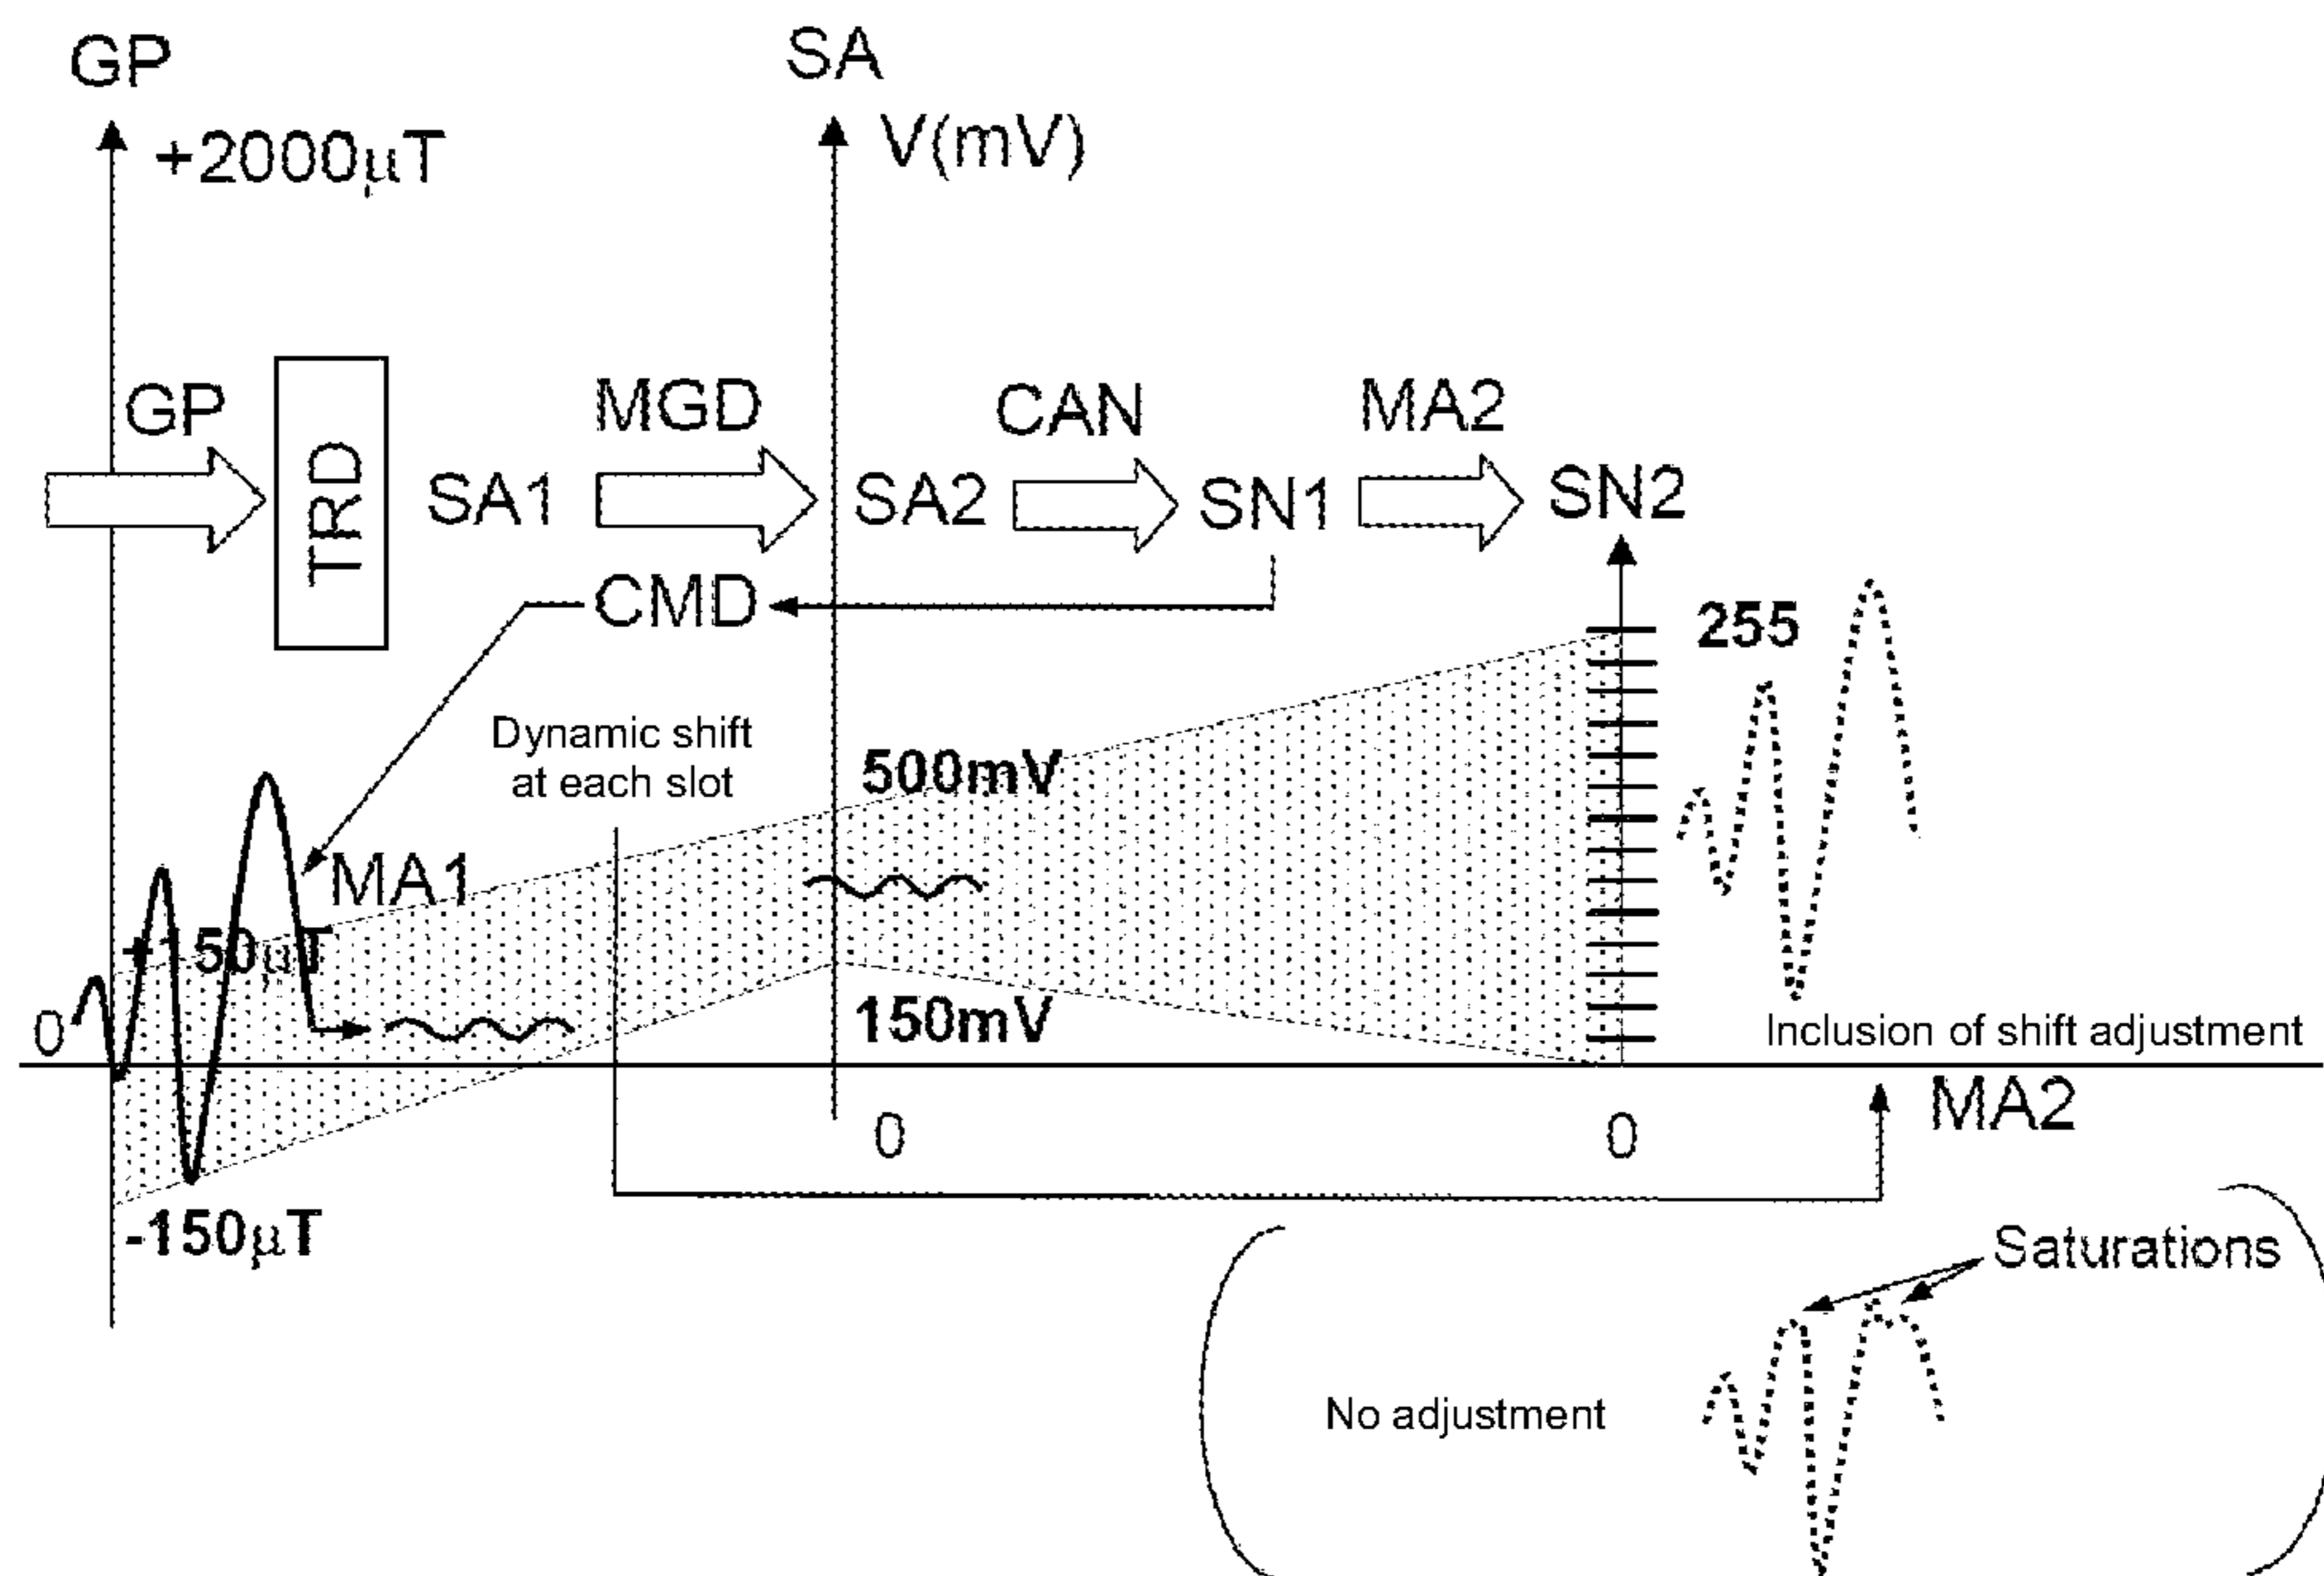 GP
SA
+2000μT
V(mV)
GP
MGD
CAN
MA2
TRD
SA1
SA2
SN1
SN2
CMD
255
Dynamic shift
at each slot
500mV
MA1
+150μT
0
150mV
Inclusion of shift adjustment
MA2
0
0
-150μT
Saturations
No adjustment